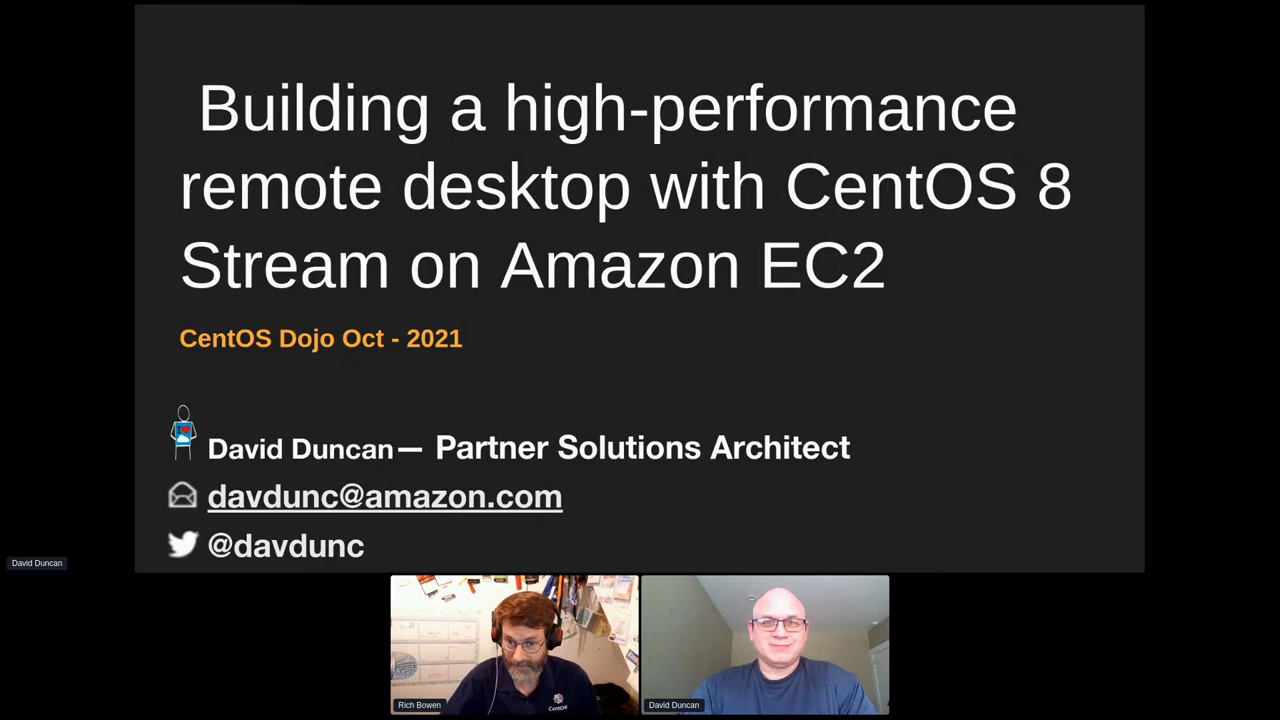 Building a high-performance
remote desktop with CentOS 8
Stream on Amazon EC2
CentOS Dojo Oct - 2021
David Duncan— Partner Solutions Architect
davdunc@amazon.com
@davdunc
David Duncan
Rich Bowen
CentOS
David Duncan